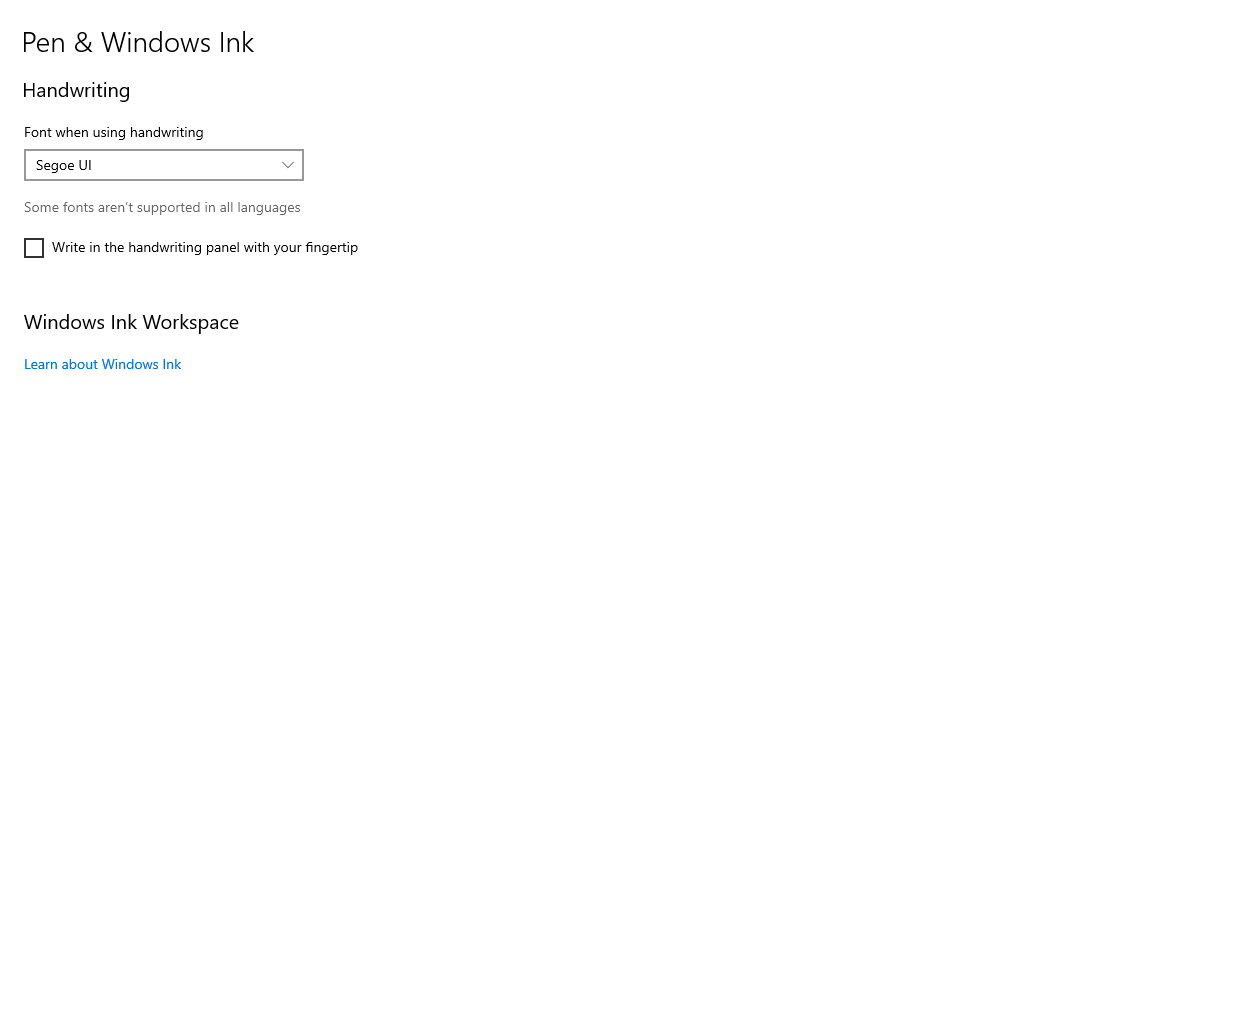 Pen & Windows Ink
Handwriting
Font when using handwriting
Segoe UI
Some fonts aren't supported in all languages
Write in the handwriting panel with your fingertip
Windows Ink Workspace
Learn about Windows Ink